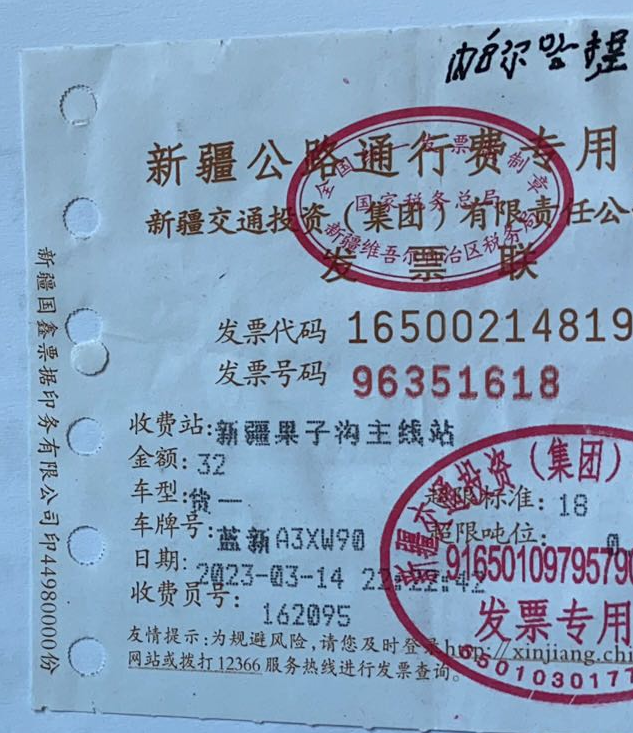 帕尔哈提
新疆公路通行费专用
新疆交通投资（集团）有限责任公
发票联
全国统一发票监制章
国家税务总局
新疆维吾尔自治区税务局
发票代码 16500214819
发票号码 96351618
收费站:新疆果子沟主线站
金额: 32
车型:货一
超限标准: 18
车牌号:蓝新A3XW90
超限吨位: 0
日期: 2023-03-14 22:22:42
收费员号: 162095
友情提示:为规避风险,请您及时登录http://xinjiang.chi
网站或拨打12366服务热线进行发票查询。
新疆交通投资（集团）
9165010979579
发票专用
650103017
新疆国鑫票据印务有限公司印44980000份